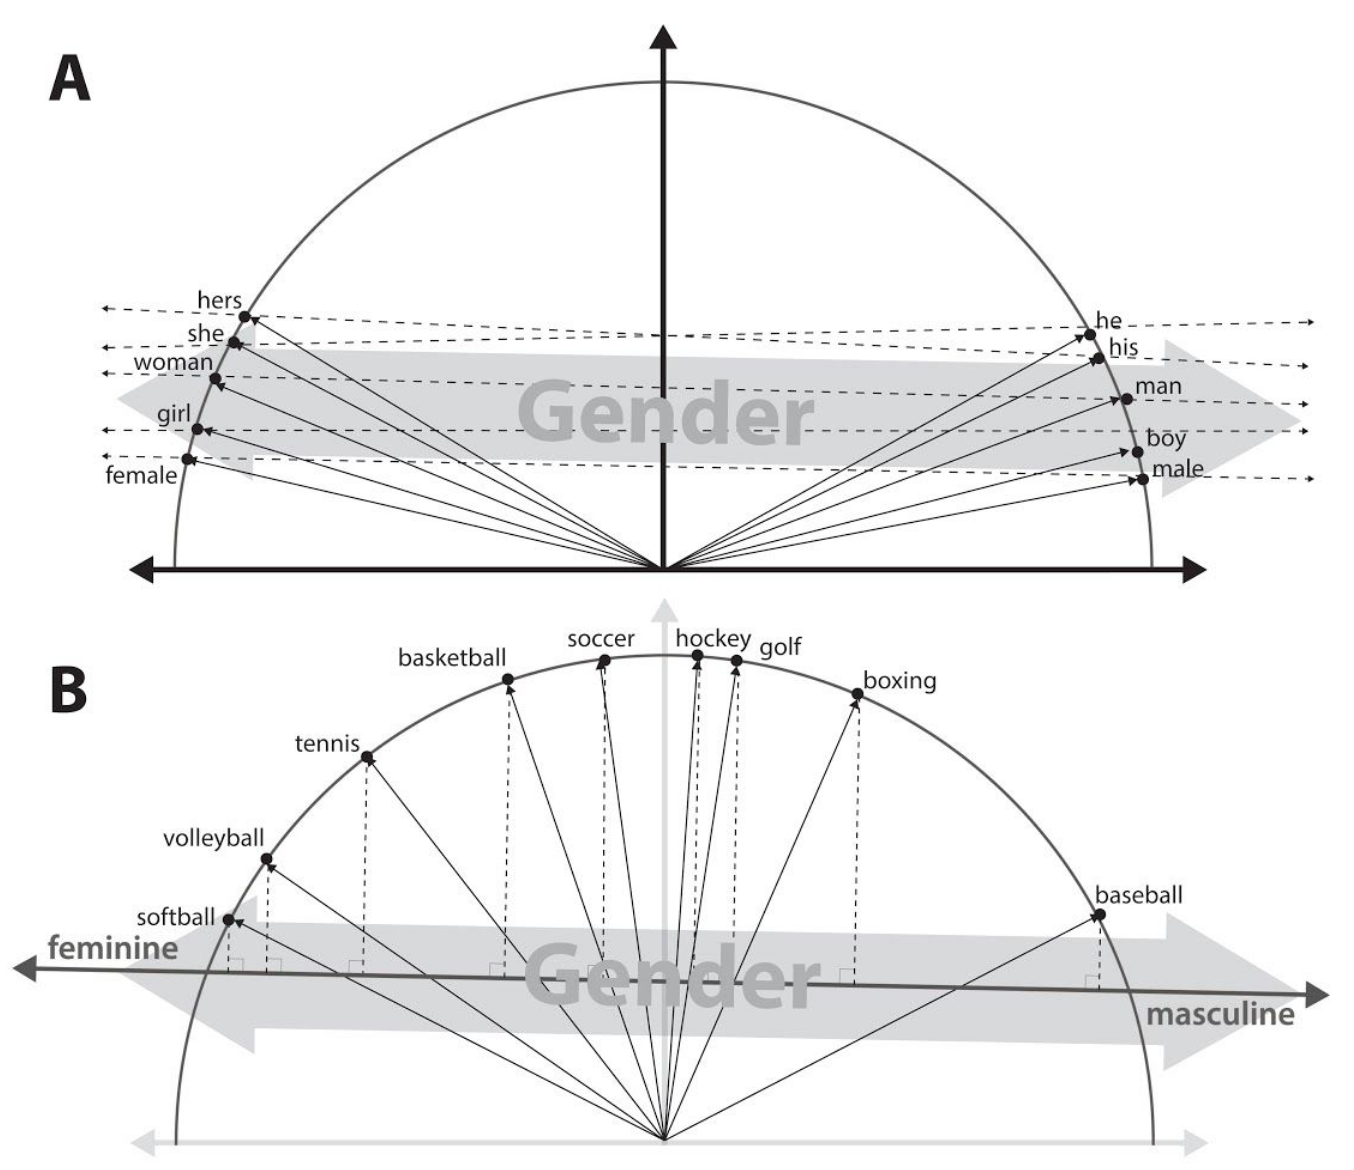 A
hers
she
woman
girl
female
he
his
man
boy
male
Gender
B
softball
volleyball
tennis
basketball
soccer
hockey
golf
boxing
baseball
feminine
Gender
masculine